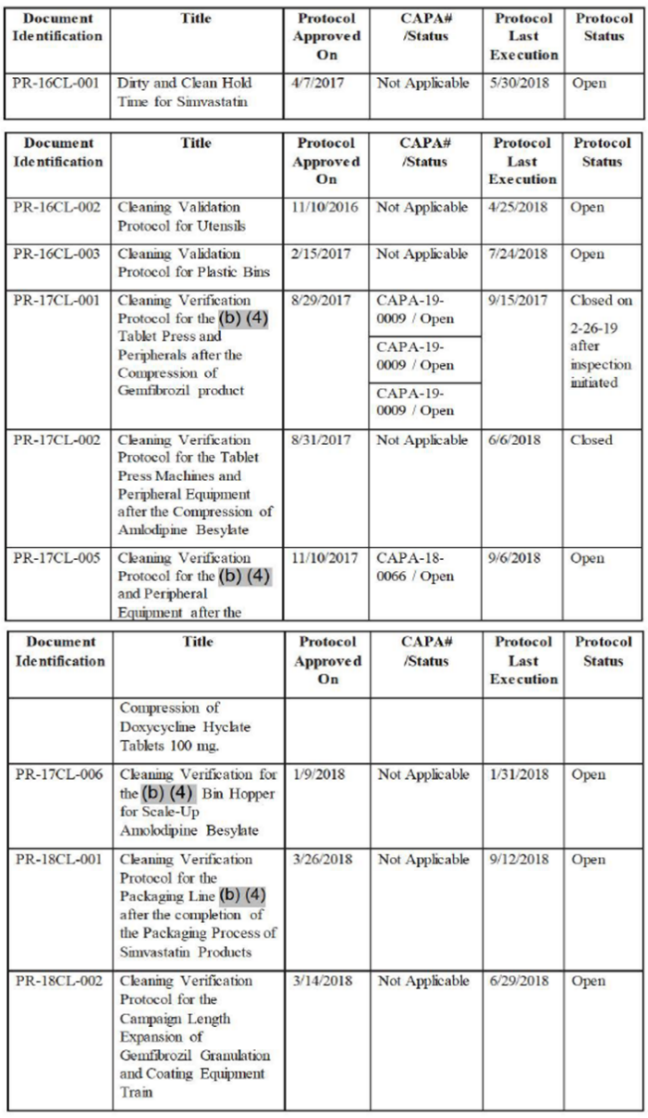 Document Identification Title Protocol Approved On CAPA# /Status Protocol Last Execution Protocol Status
PR-16CL-001 Dirty and Clean Hold Time for Simvastatin 4/7/2017 Not Applicable 5/30/2018 Open
Document Identification Title Protocol Approved On CAPA# /Status Protocol Last Execution Protocol Status
PR-16CL-002 Cleaning Validation Protocol for Utensils 11/10/2016 Not Applicable 4/25/2018 Open
PR-16CL-003 Cleaning Validation Protocol for Plastic Bins 2/15/2017 Not Applicable 7/24/2018 Open
PR-17CL-001 Cleaning Verification Protocol for the (b) (4) Tablet Press and Peripherals after the Compression of Gemfibrozil product 8/29/2017 CAPA-19-0009 / Open CAPA-19-0009 / Open CAPA-19-0009 / Open 9/15/2017 Closed on 2-26-19 after inspection initiated
PR-17CL-002 Cleaning Verification Protocol for the Tablet Press Machines and Peripheral Equipment after the Compression of Amlodipine Besylate 8/31/2017 Not Applicable 6/6/2018 Closed
PR-17CL-005 Cleaning Verification Protocol for the (b) (4) and Peripheral Equipment after the 11/10/2017 CAPA-18-0066 / Open 9/6/2018 Open
Document Identification Title Protocol Approved On CAPA# /Status Protocol Last Execution Protocol Status
Compression of Doxycycline Hyclate Tablets 100 mg.
PR-17CL-006 Cleaning Verification for the (b) (4) Bin Hopper for Scale-Up Amolodipine Besylate 1/9/2018 Not Applicable 1/31/2018 Open
PR-18CL-001 Cleaning Verification Protocol for the Packaging Line (b) (4) after the completion of the Packaging Process of Simvastatin Products 3/26/2018 Not Applicable 9/12/2018 Open
PR-18CL-002 Cleaning Verification Protocol for the Campaign Length Expansion of Gemfibrozil Granulation and Coating Equipment Train 3/14/2018 Not Applicable 6/29/2018 Open